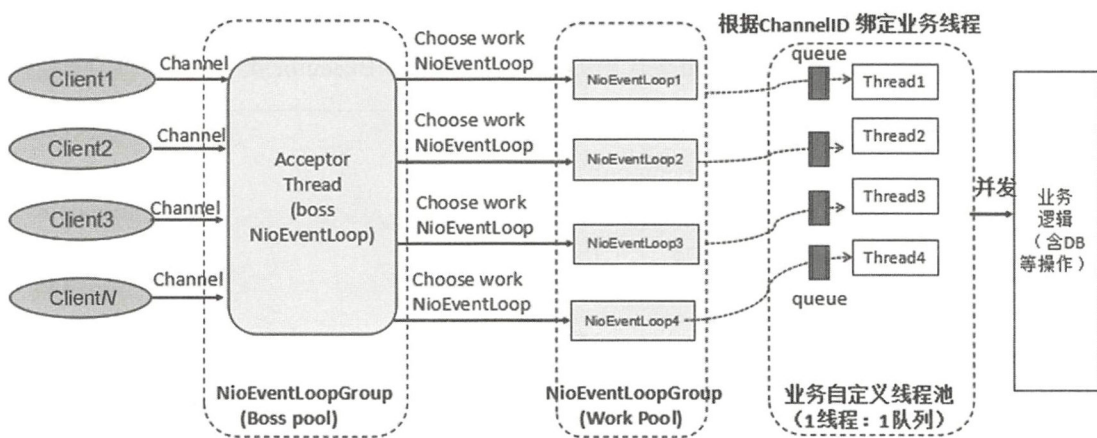 Client1
Client2
Client3
ClientN
Channel
Channel
Channel
Channel
Acceptor
Thread
(boss
NioEventLoop)
NioEventLoopGroup
(Boss pool)
Choose work
NioEventLoop
Choose work
NioEventLoop
Choose work
NioEventLoop
Choose work
NioEventLoop
NioEventLoop1
NioEventLoop2
NioEventLoop3
NioEventLoop4
NioEventLoopGroup
(Work Pool)
根据ChannelID 绑定业务线程
queue
Thread1
Thread2
Thread3
Thread4
queue
业务自定义线程池
（1线程：1队列）
并发
业务
逻辑
（含DB
等操作）